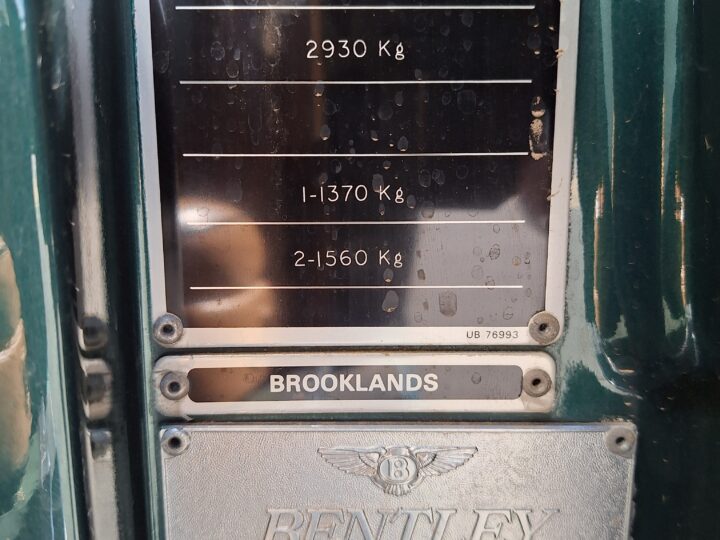 2930 Kg
1-1370 Kg
2-1560 Kg
UB 76993
BROOKLANDS
B
BENTLEY